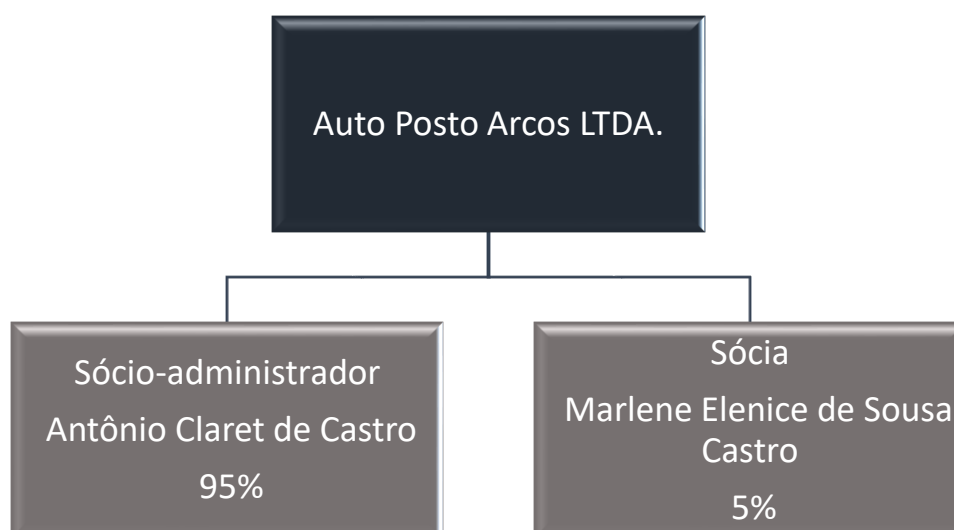 Auto Posto Arcos LTDA.
Sócio-administrador
Antônio Claret de Castro
95%
Sócia
Marlene Elenice de Sousa
Castro
5%